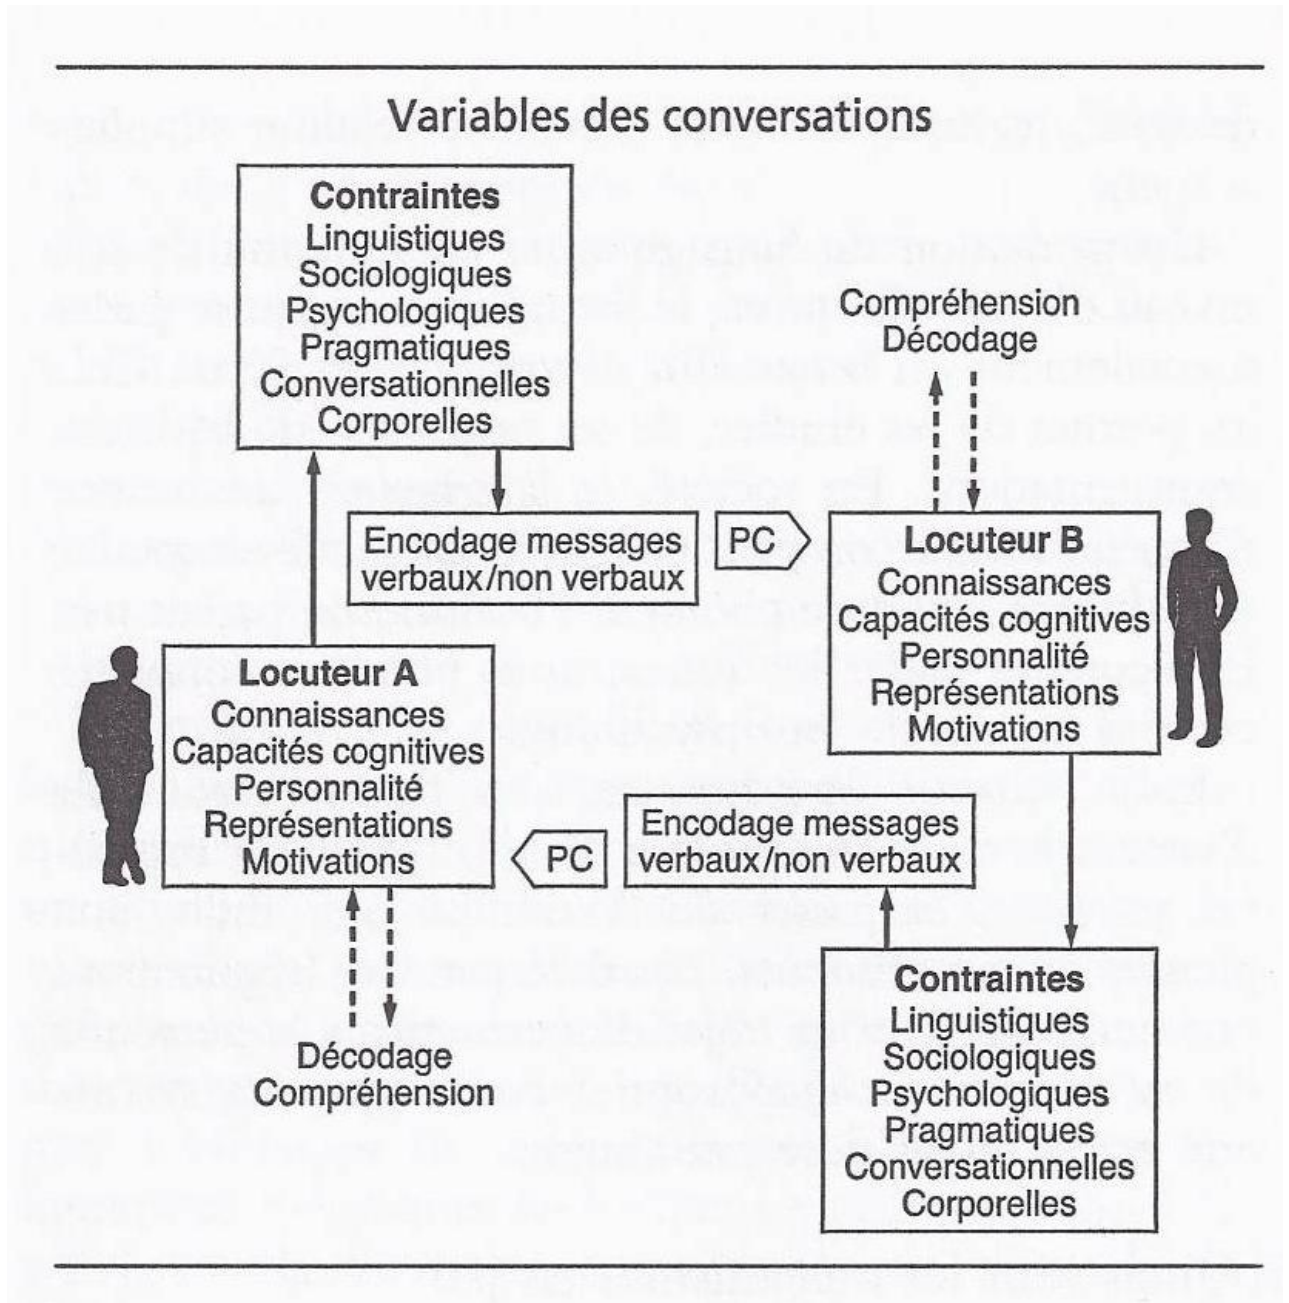 Variables des conversations
Contraintes
Linguistiques
Sociologiques
Psychologiques
Pragmatiques
Conversationnelles
Corporelles
Compréhension
Décodage
Encodage messages
verbaux/non verbaux
PC
Locuteur B
Connaissances
Capacités cognitives
Personnalité
Représentations
Motivations
Locuteur A
Connaissances
Capacités cognitives
Personnalité
Représentations
Motivations
PC
Encodage messages
verbaux/non verbaux
Décodage
Compréhension
Contraintes
Linguistiques
Sociologiques
Psychologiques
Pragmatiques
Conversationnelles
Corporelles